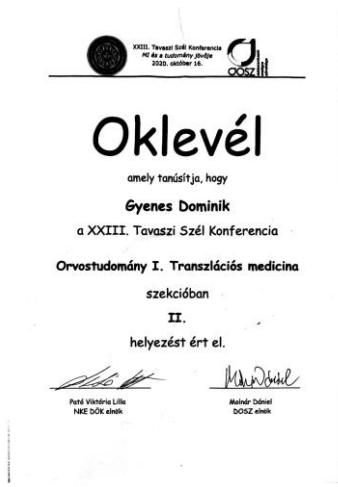 XXIII. Tavaszi Szél Konferencia
MI és a tudomány jövője
2020. október 16.
DOSZ
Oklevél
amely tanúsítja, hogy
Gyenes Dominik
a XXIII. Tavaszi Szél Konferencia
Orvostudomány I. Transzlációs medicina
szekcióban
II.
helyezést ért el.
Pató Viktória Lilla
NKE DÖK elnök
Molnár Dániel
DOSZ elnök